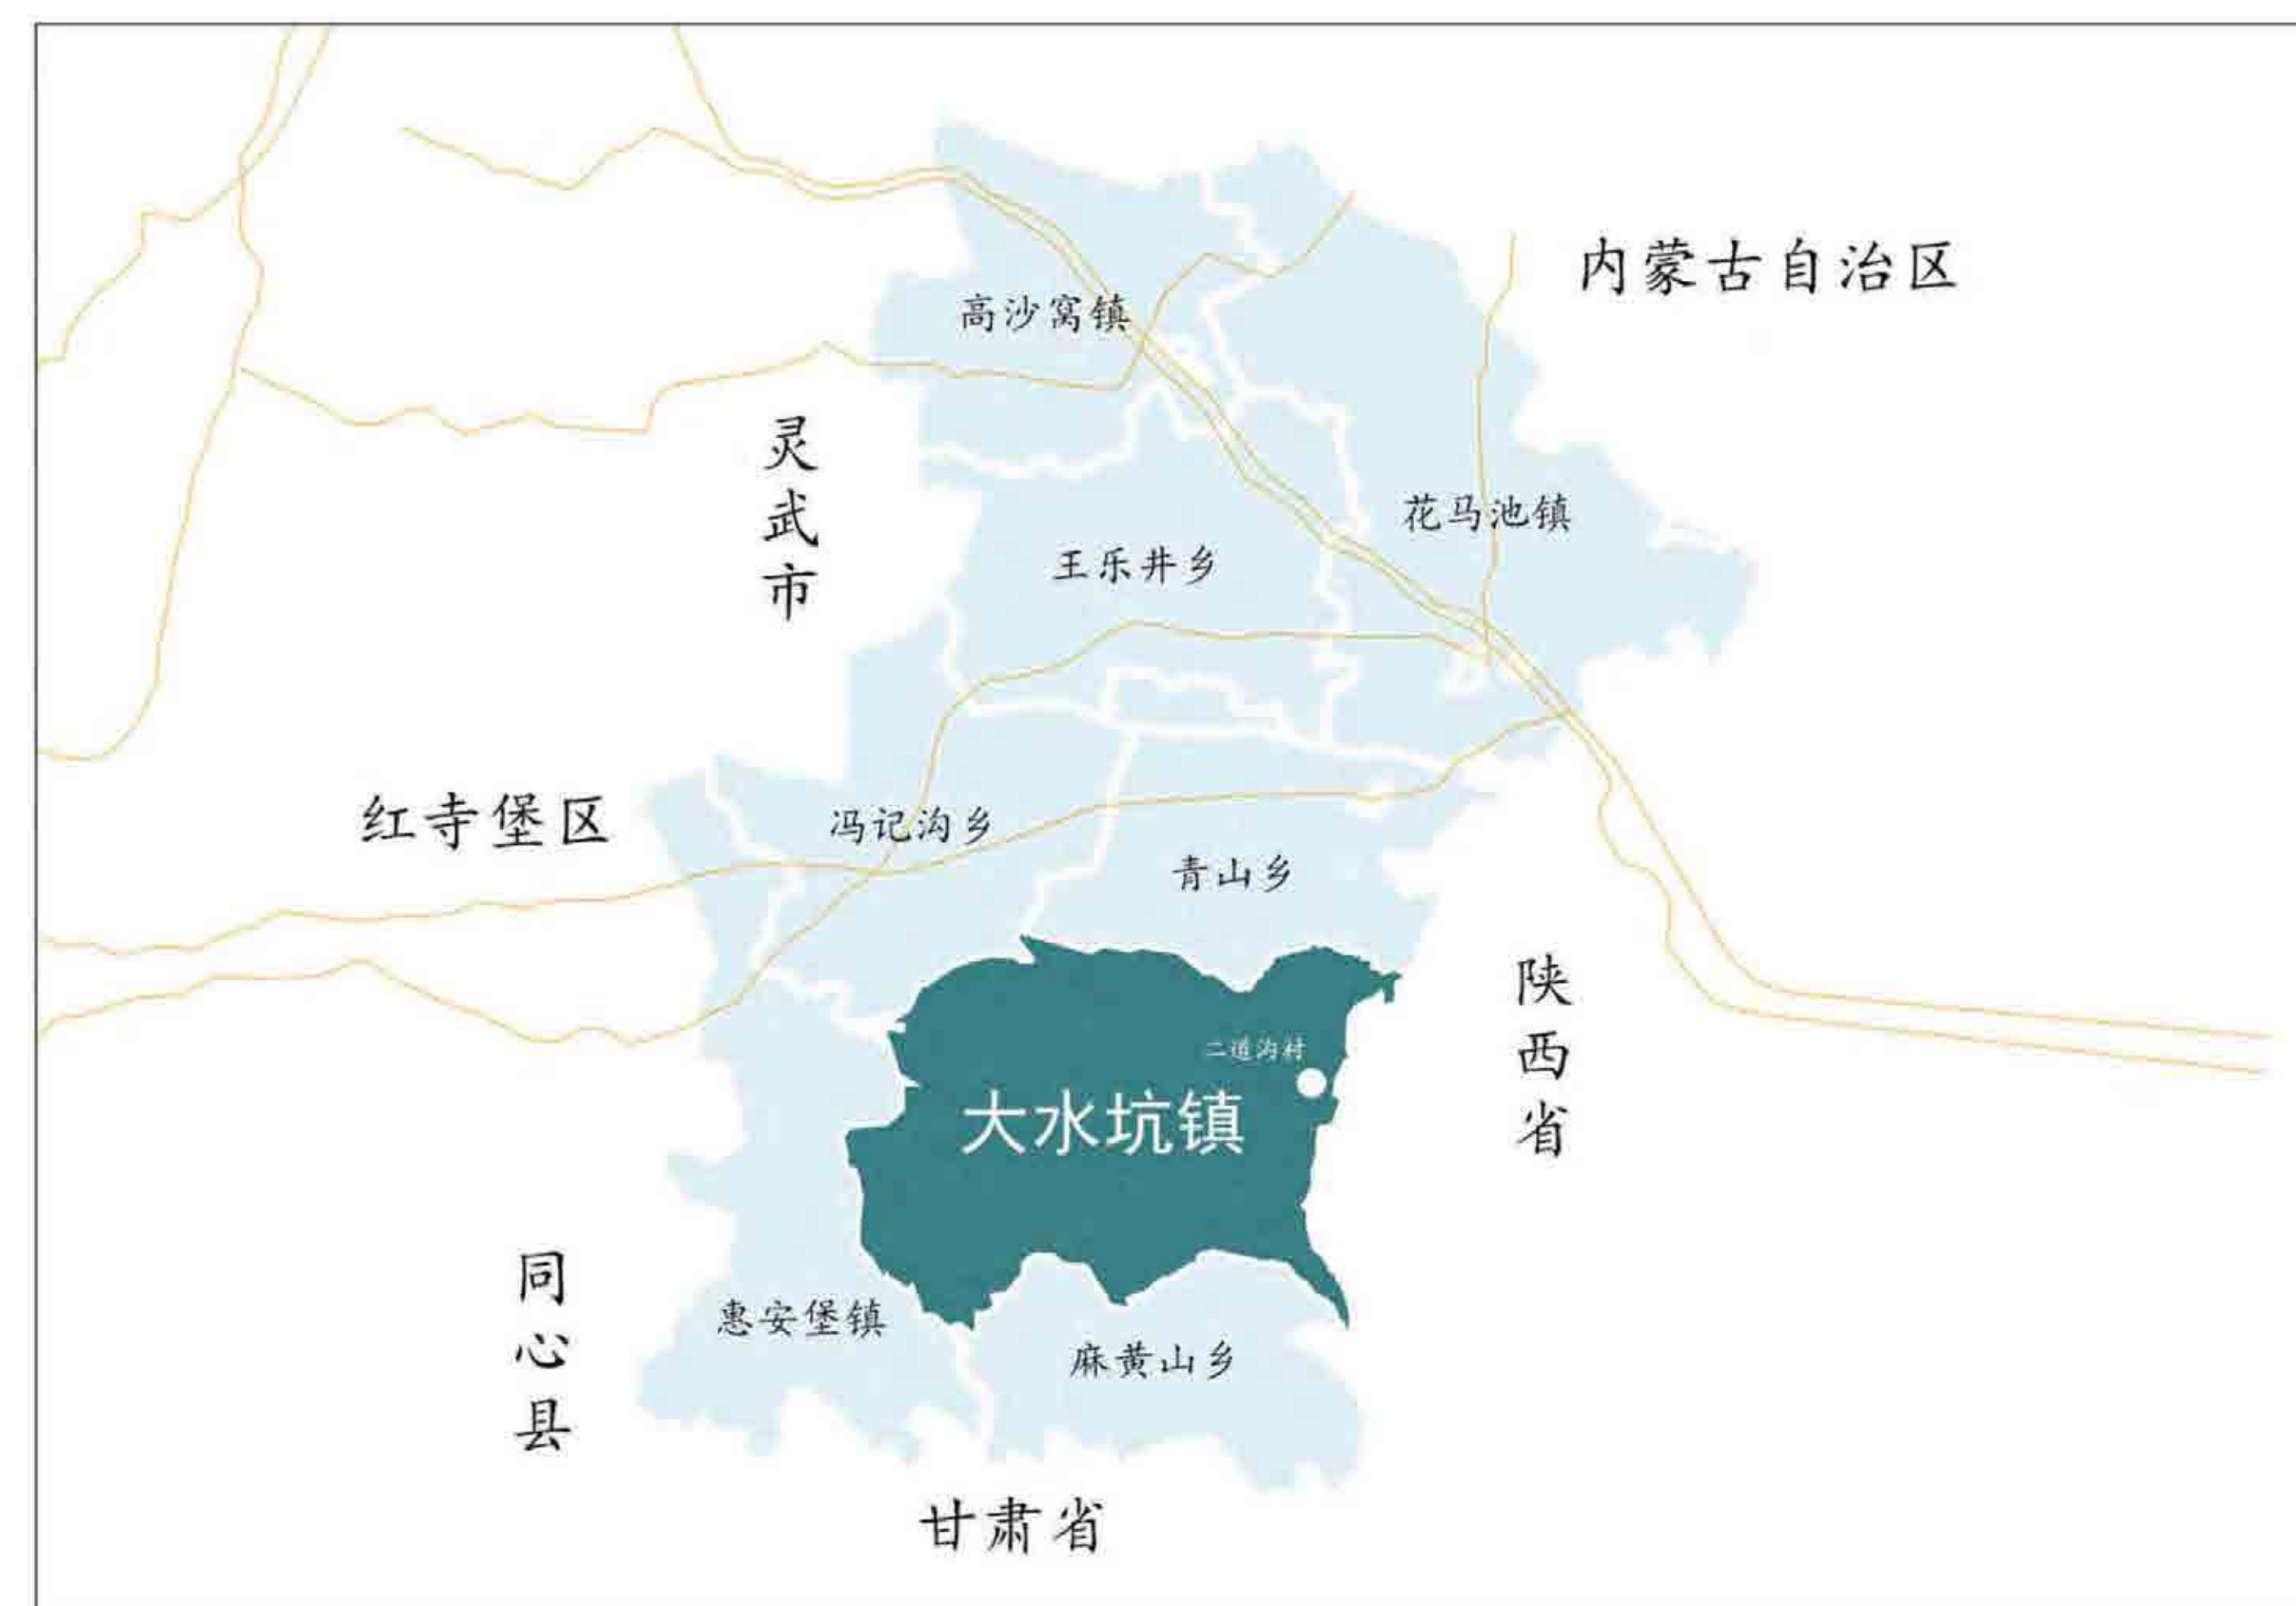 内蒙古自治区
高沙窝镇
灵武市
花马池镇
王乐井乡
红寺堡区
冯记沟乡
青山乡
陕西省
二道沟村
大水坑镇
同心县
惠安堡镇
麻黄山乡
甘肃省